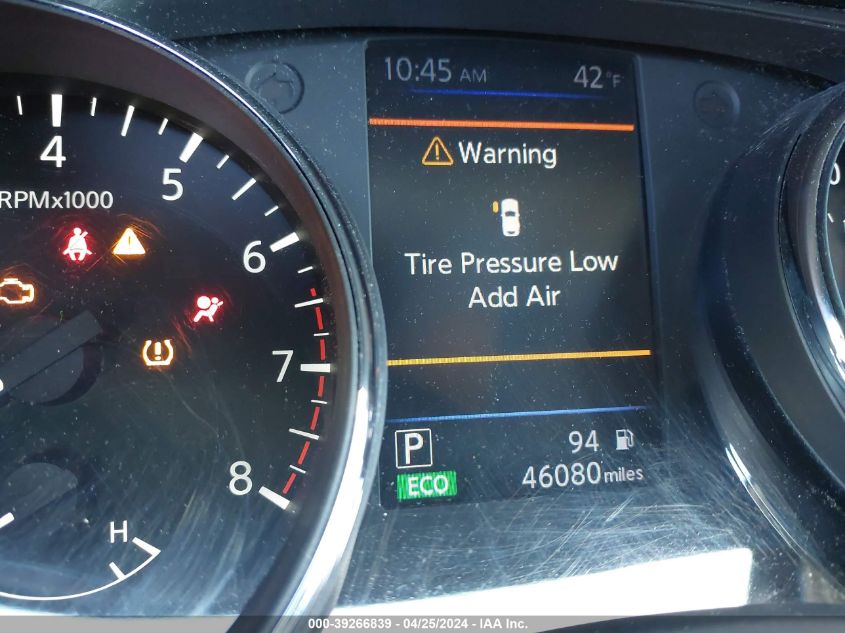 10:45 AM 42°F
Warning
4
5
RPMx1000
6
Tire Pressure Low
Add Air
7
P
94
8
ECO
46080 miles
H
000-39266839 - 04/25/2024 - IAA Inc.